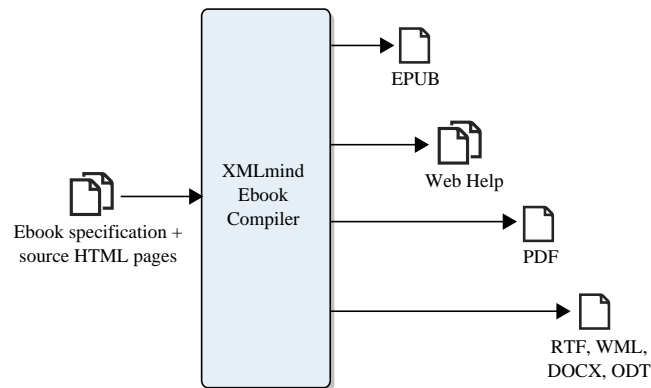 EPUB
XMLmind
Ebook
Compiler
Web Help
Ebook specification +
source HTML pages
PDF
RTF, WML,
DOCX, ODT